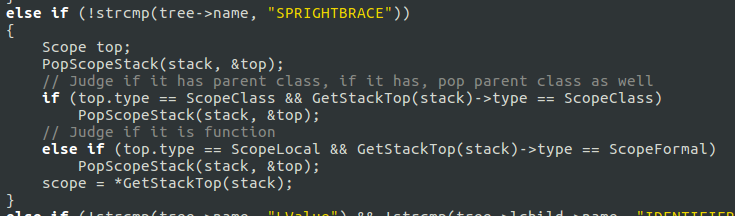 else if (!strcmp(tree->name, "SPRIGHTBRACE"))
{
Scope top;
PopScopeStack(stack, &top);
// Judge if it has parent class, if it has, pop parent class as well
if (top.type == ScopeClass && GetStackTop(stack)->type == ScopeClass)
PopScopeStack(stack, &top);
// Judge if it is function
else if (top.type == ScopeLocal && GetStackTop(stack)->type == ScopeFormal)
PopScopeStack(stack, &top);
scope = *GetStackTop(stack);
}
else if (!strcmp(tree->name, "LValue") && !strcmp(tree->lchild->name, "IDENTIFIER